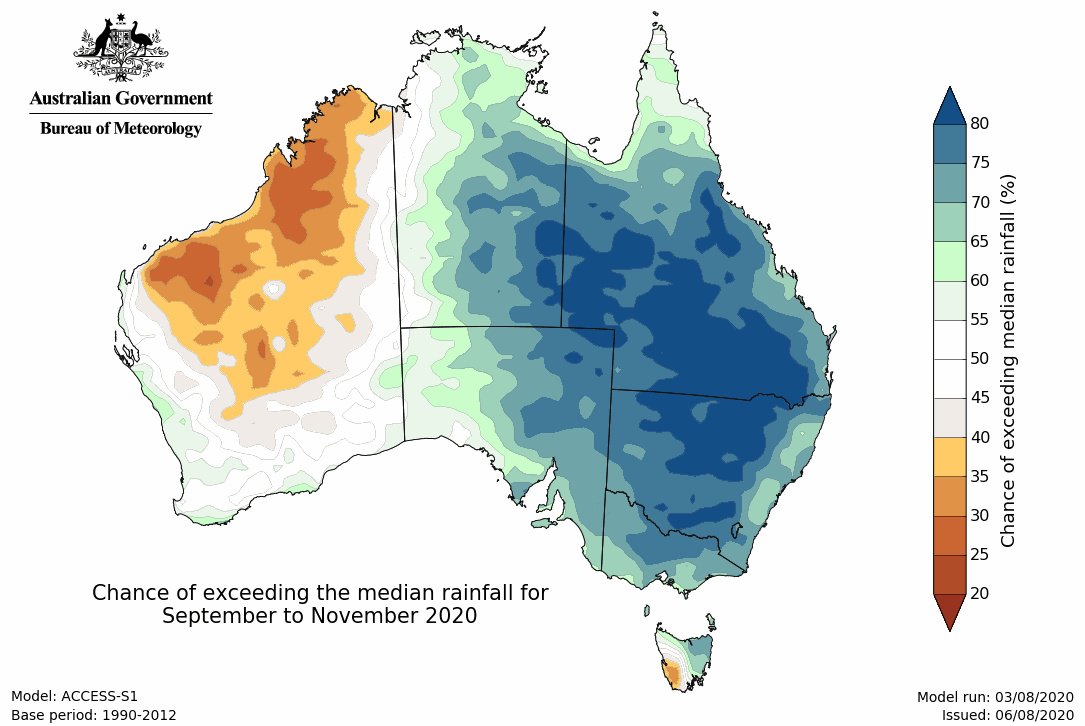 Australian Government
Bureau of Meteorology
80
75
70
65
60
55
50
45
40
35
30
25
20
Chance of exceeding median rainfall (%)
Chance of exceeding the median rainfall for
September to November 2020
Model: ACCESS-S1
Base period: 1990-2012
Model run: 03/08/2020
Issued: 06/08/2020